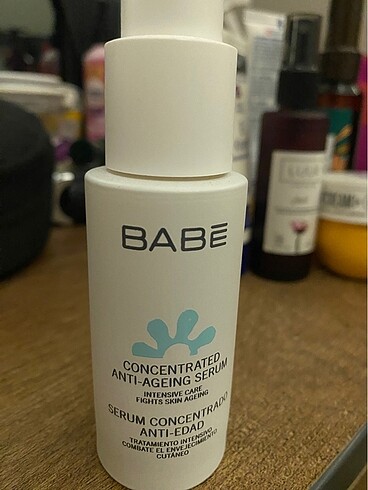 BABĒ
CONCENTRATED
ANTI-AGEING SERUM
INTENSIVE CARE
FIGHTS SKIN AGEING
SERUM CONCENTRADO
ANTI-EDAD
TRATAMIENTO INTENSIVO
COMBATE EL ENVEJECIMIENTO
CUTÁNEO